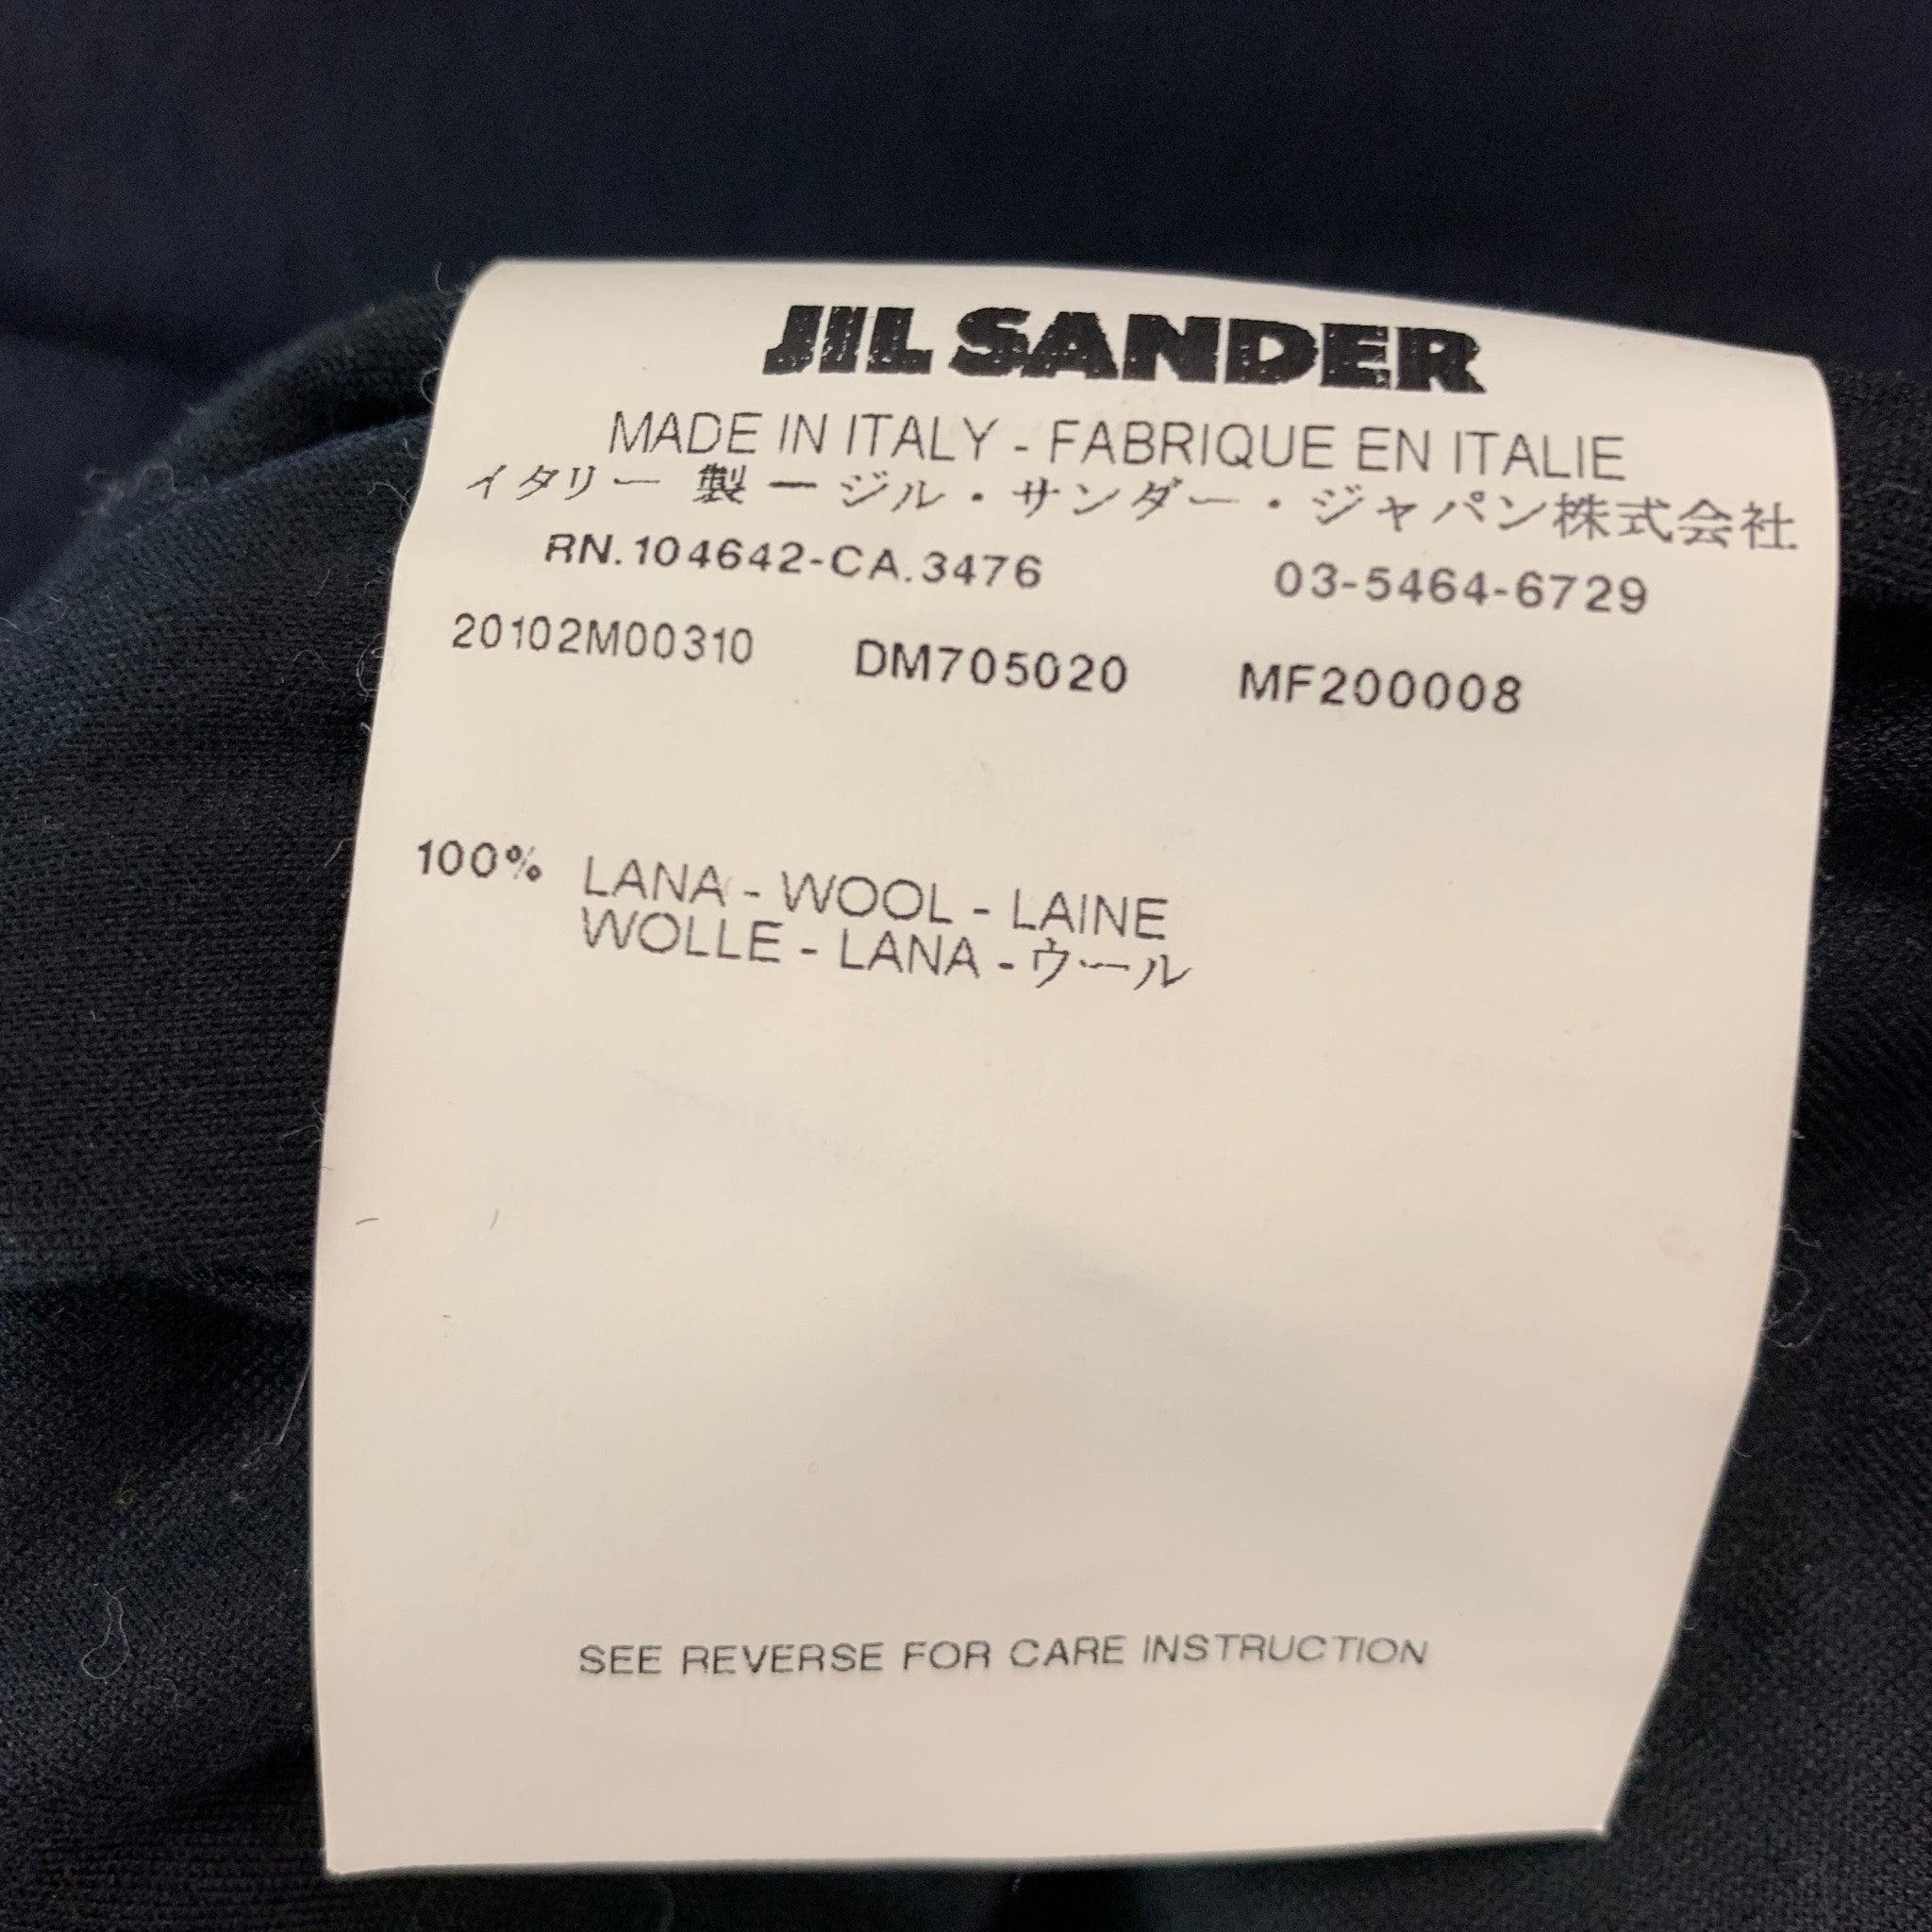 JIL SANDER
MADE IN ITALY - FABRIQUE EN ITALIE
イタリー 製 ー ジル・サンダー・ジャパン株式会社
RN.104642-CA.3476 03-5464-6729
20102M00310 DM705020 MF200008
100% LANA - WOOL - LAINE
WOLLE - LANA - ウール
SEE REVERSE FOR CARE INSTRUCTION